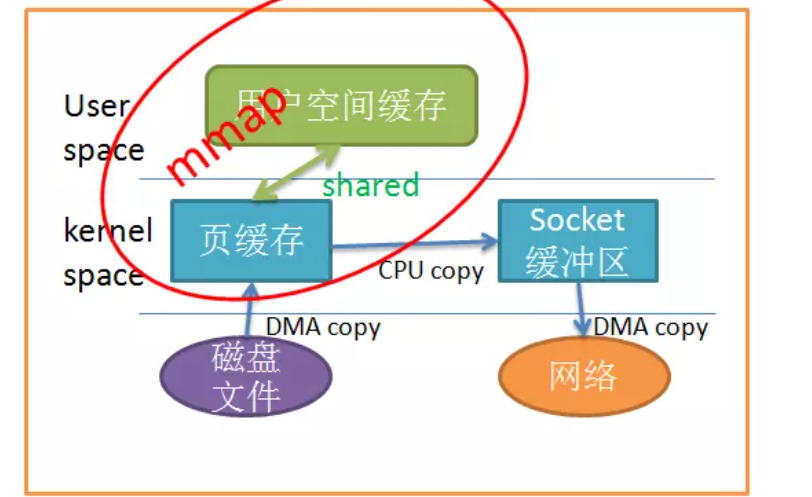 User
space
用户空间缓存
mmap
shared
kernel
space
页缓存
Socket
缓冲区
CPU copy
DMA copy
DMA copy
磁盘
文件
网络